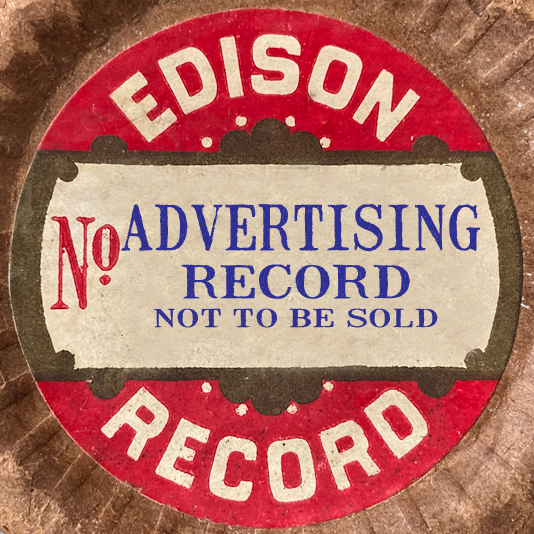 EDISON
No ADVERTISING
RECORD
NOT TO BE SOLD
RECORD